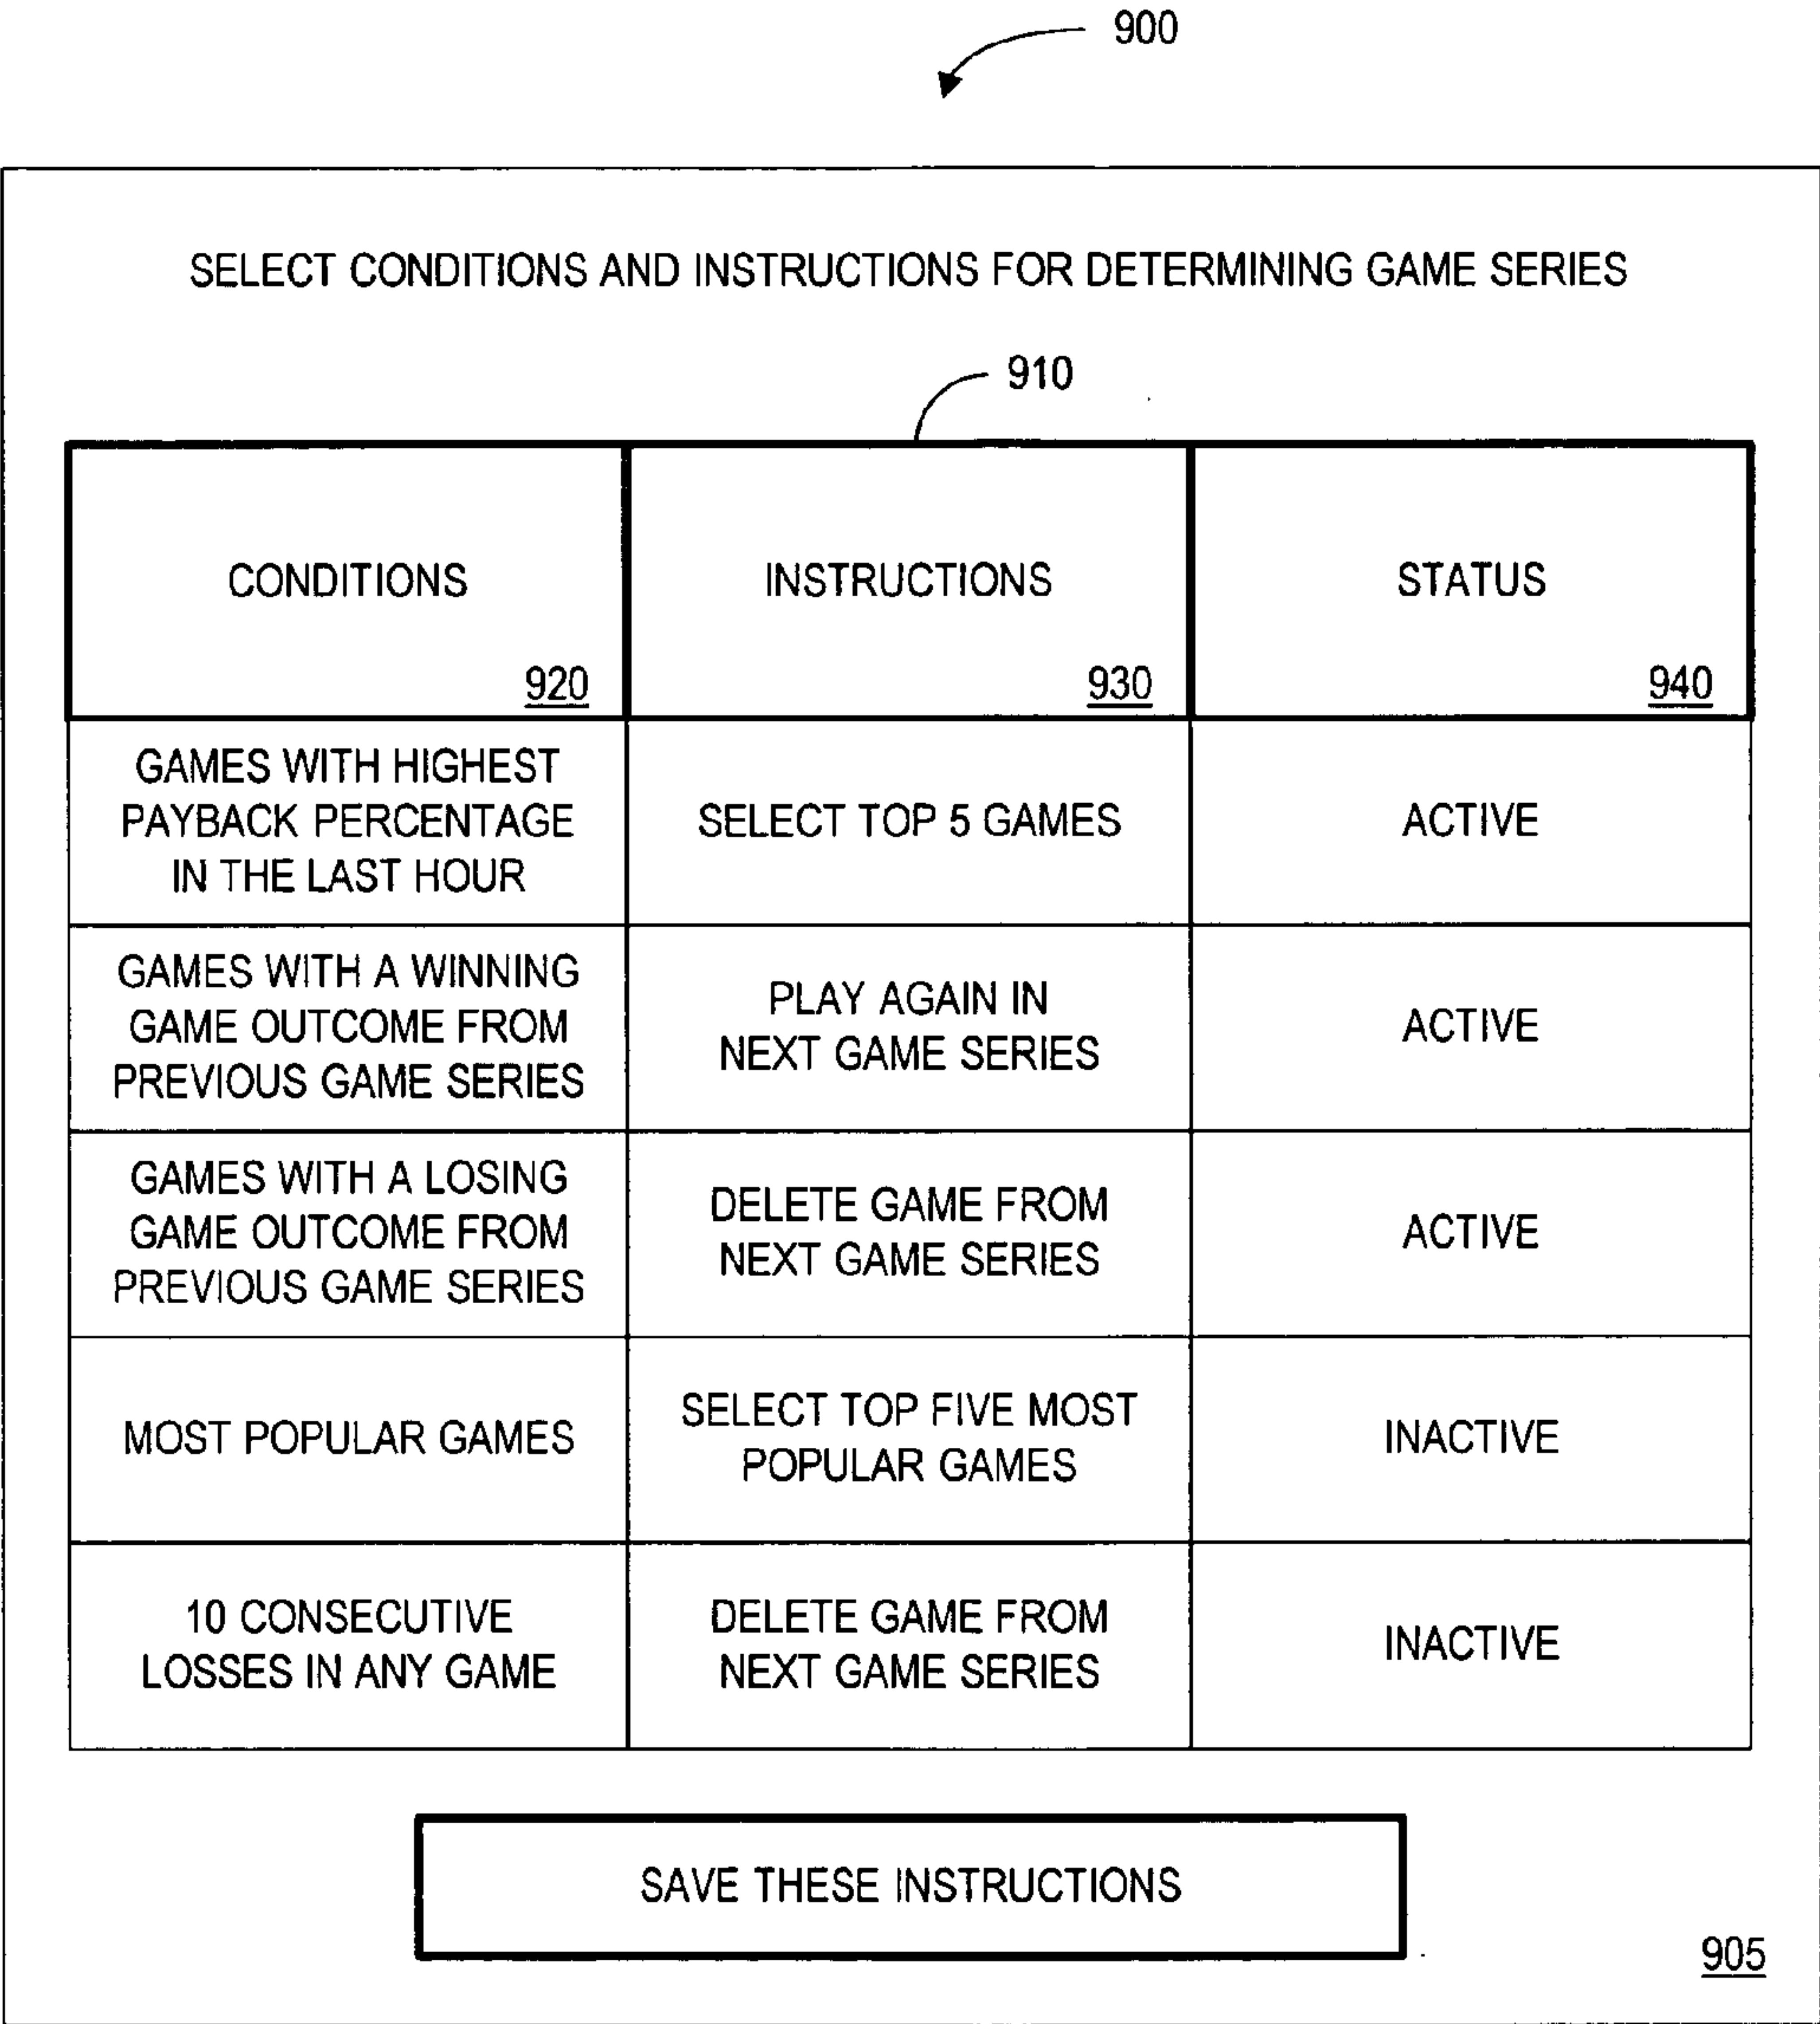 900
SELECT CONDITIONS AND INSTRUCTIONS FOR DETERMINING GAME SERIES
910
CONDITIONS
920
INSTRUCTIONS
930
STATUS
940
GAMES WITH HIGHEST
PAYBACK PERCENTAGE
IN THE LAST HOUR
SELECT TOP 5 GAMES
ACTIVE
GAMES WITH A WINNING
GAME OUTCOME FROM
PREVIOUS GAME SERIES
PLAY AGAIN IN
NEXT GAME SERIES
ACTIVE
GAMES WITH A LOSING
GAME OUTCOME FROM
PREVIOUS GAME SERIES
DELETE GAME FROM
NEXT GAME SERIES
ACTIVE
MOST POPULAR GAMES
SELECT TOP FIVE MOST
POPULAR GAMES
INACTIVE
10 CONSECUTIVE
LOSSES IN ANY GAME
DELETE GAME FROM
NEXT GAME SERIES
INACTIVE
SAVE THESE INSTRUCTIONS
905